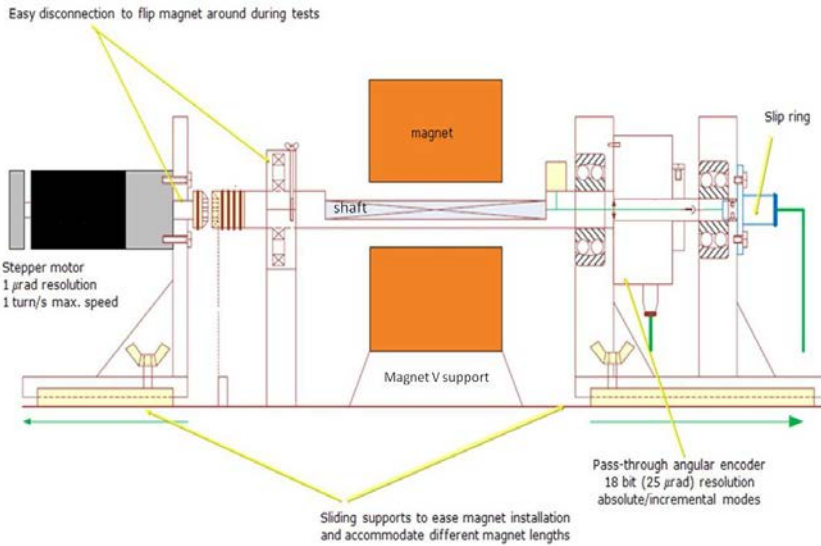 Easy disconnection to flip magnet around during tests
magnet
Slip ring
shaft
Stepper motor
1 μrad resolution
1 turn/s max. speed
Magnet V support
Pass-through angular encoder
18 bit (25 μrad) resolution
absolute/incremental modes
Sliding supports to ease magnet installation
and accommodate different magnet lengths